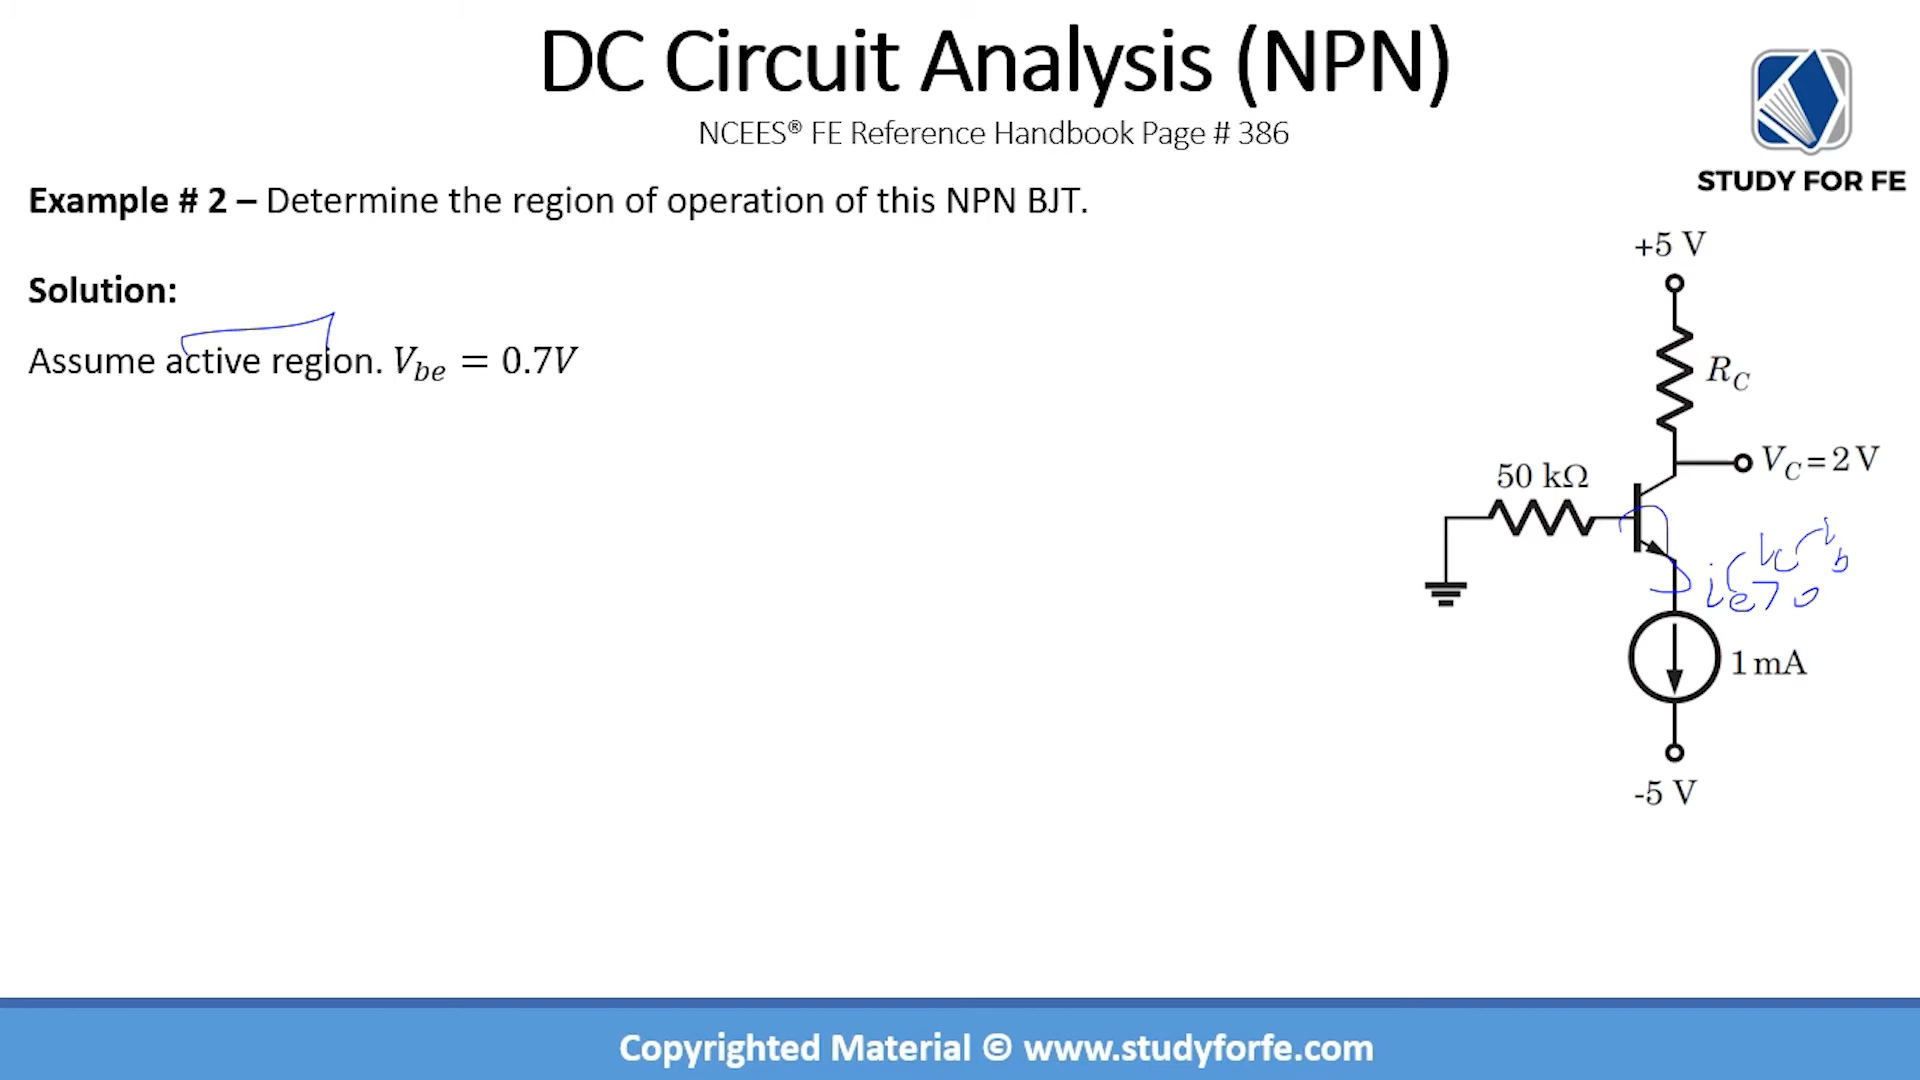 DC Circuit Analysis (NPN)
NCEES® FE Reference Handbook Page # 386
STUDY FOR FE
Example # 2 – Determine the region of operation of this NPN BJT.
Solution:
Assume active region. V_be = 0.7V
+5 V
R_C
V_C=2 V
50 kΩ
i_e>0
1 mA
-5 V
Copyrighted Material © www.studyforfe.com